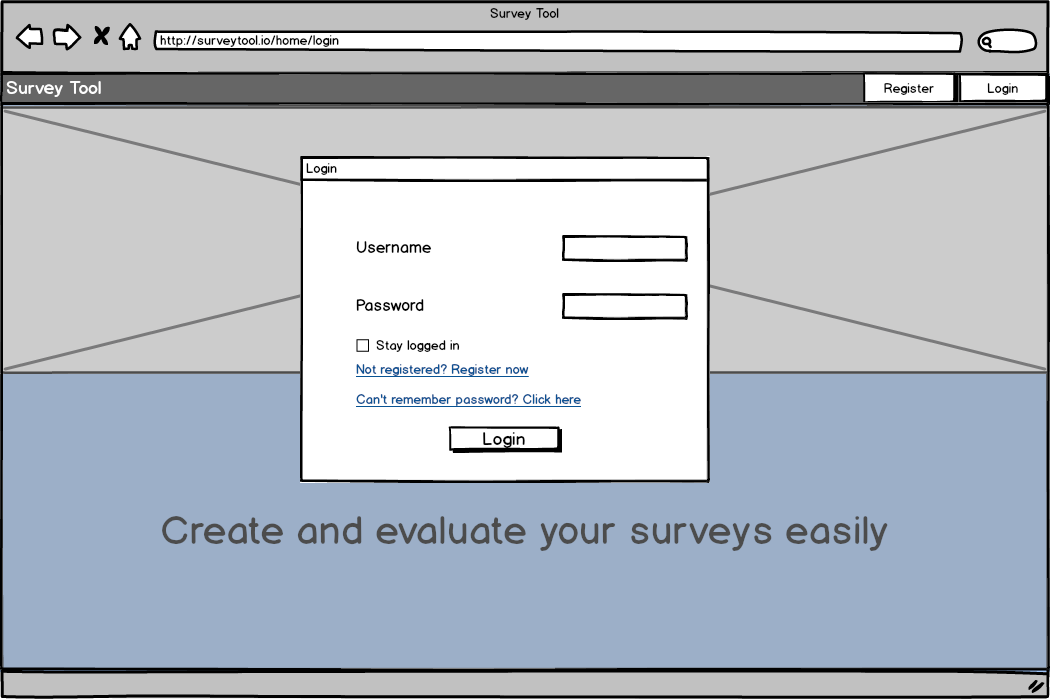 Survey Tool
http://surveytool.io/home/login
Survey Tool
Register
Login
Login
Username
Password
Stay logged in
Not registered? Register now
Can't remember password? Click here
Login
Create and evaluate your surveys easily